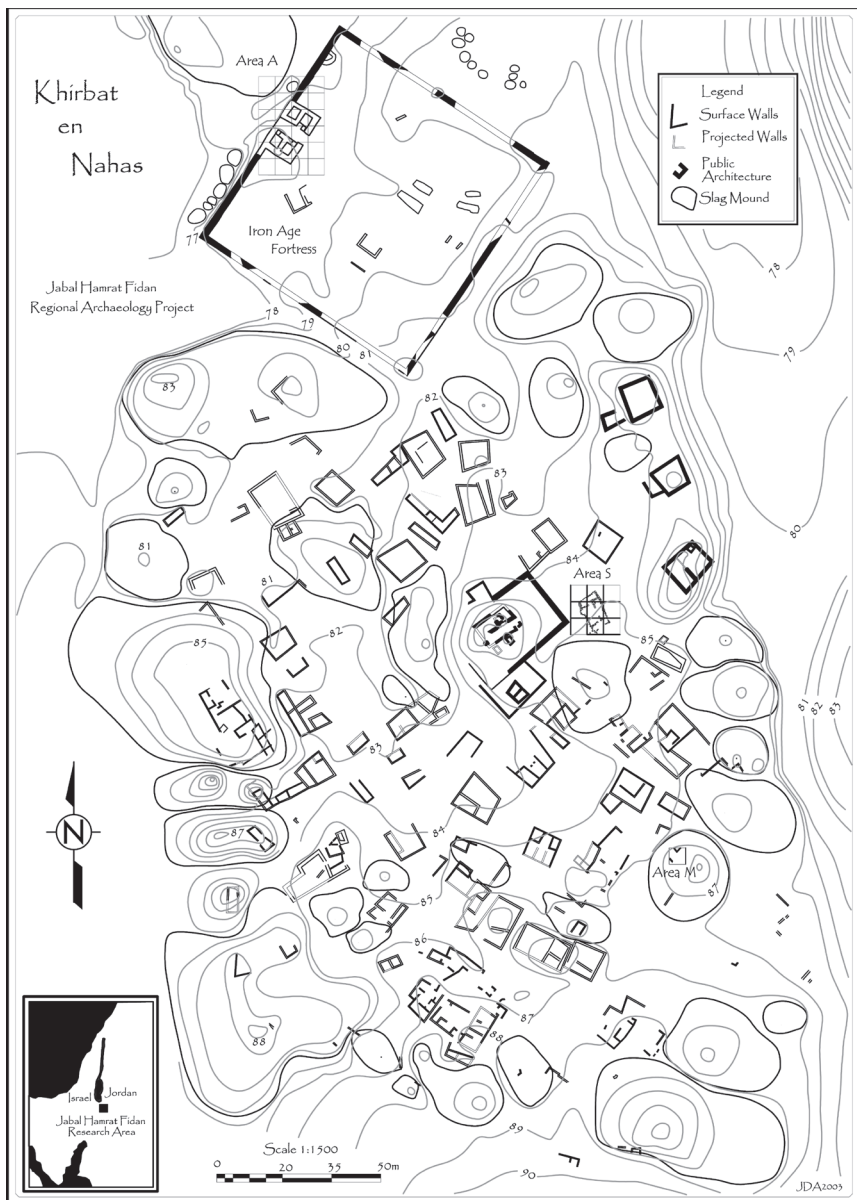 Khirbat
en
Nahas
Area A
Legend
Surface Walls
Projected Walls
Public
Architecture
Slag Mound
77
Iron Age
Fortress
78
Jabal Hamrat Fidan
Regional Archaeology Project
78
79
80
81
79
83
82
83
80
84
Area S
81
81
82
85
85
81
82
83
83
84
87
Area M
87
85
86
87
88
88
Israel
Jordan
Jabal Hamrat Fidan
Research Area
N
89
90
Scale 1:1500
0
20
35
50m
JDA2003